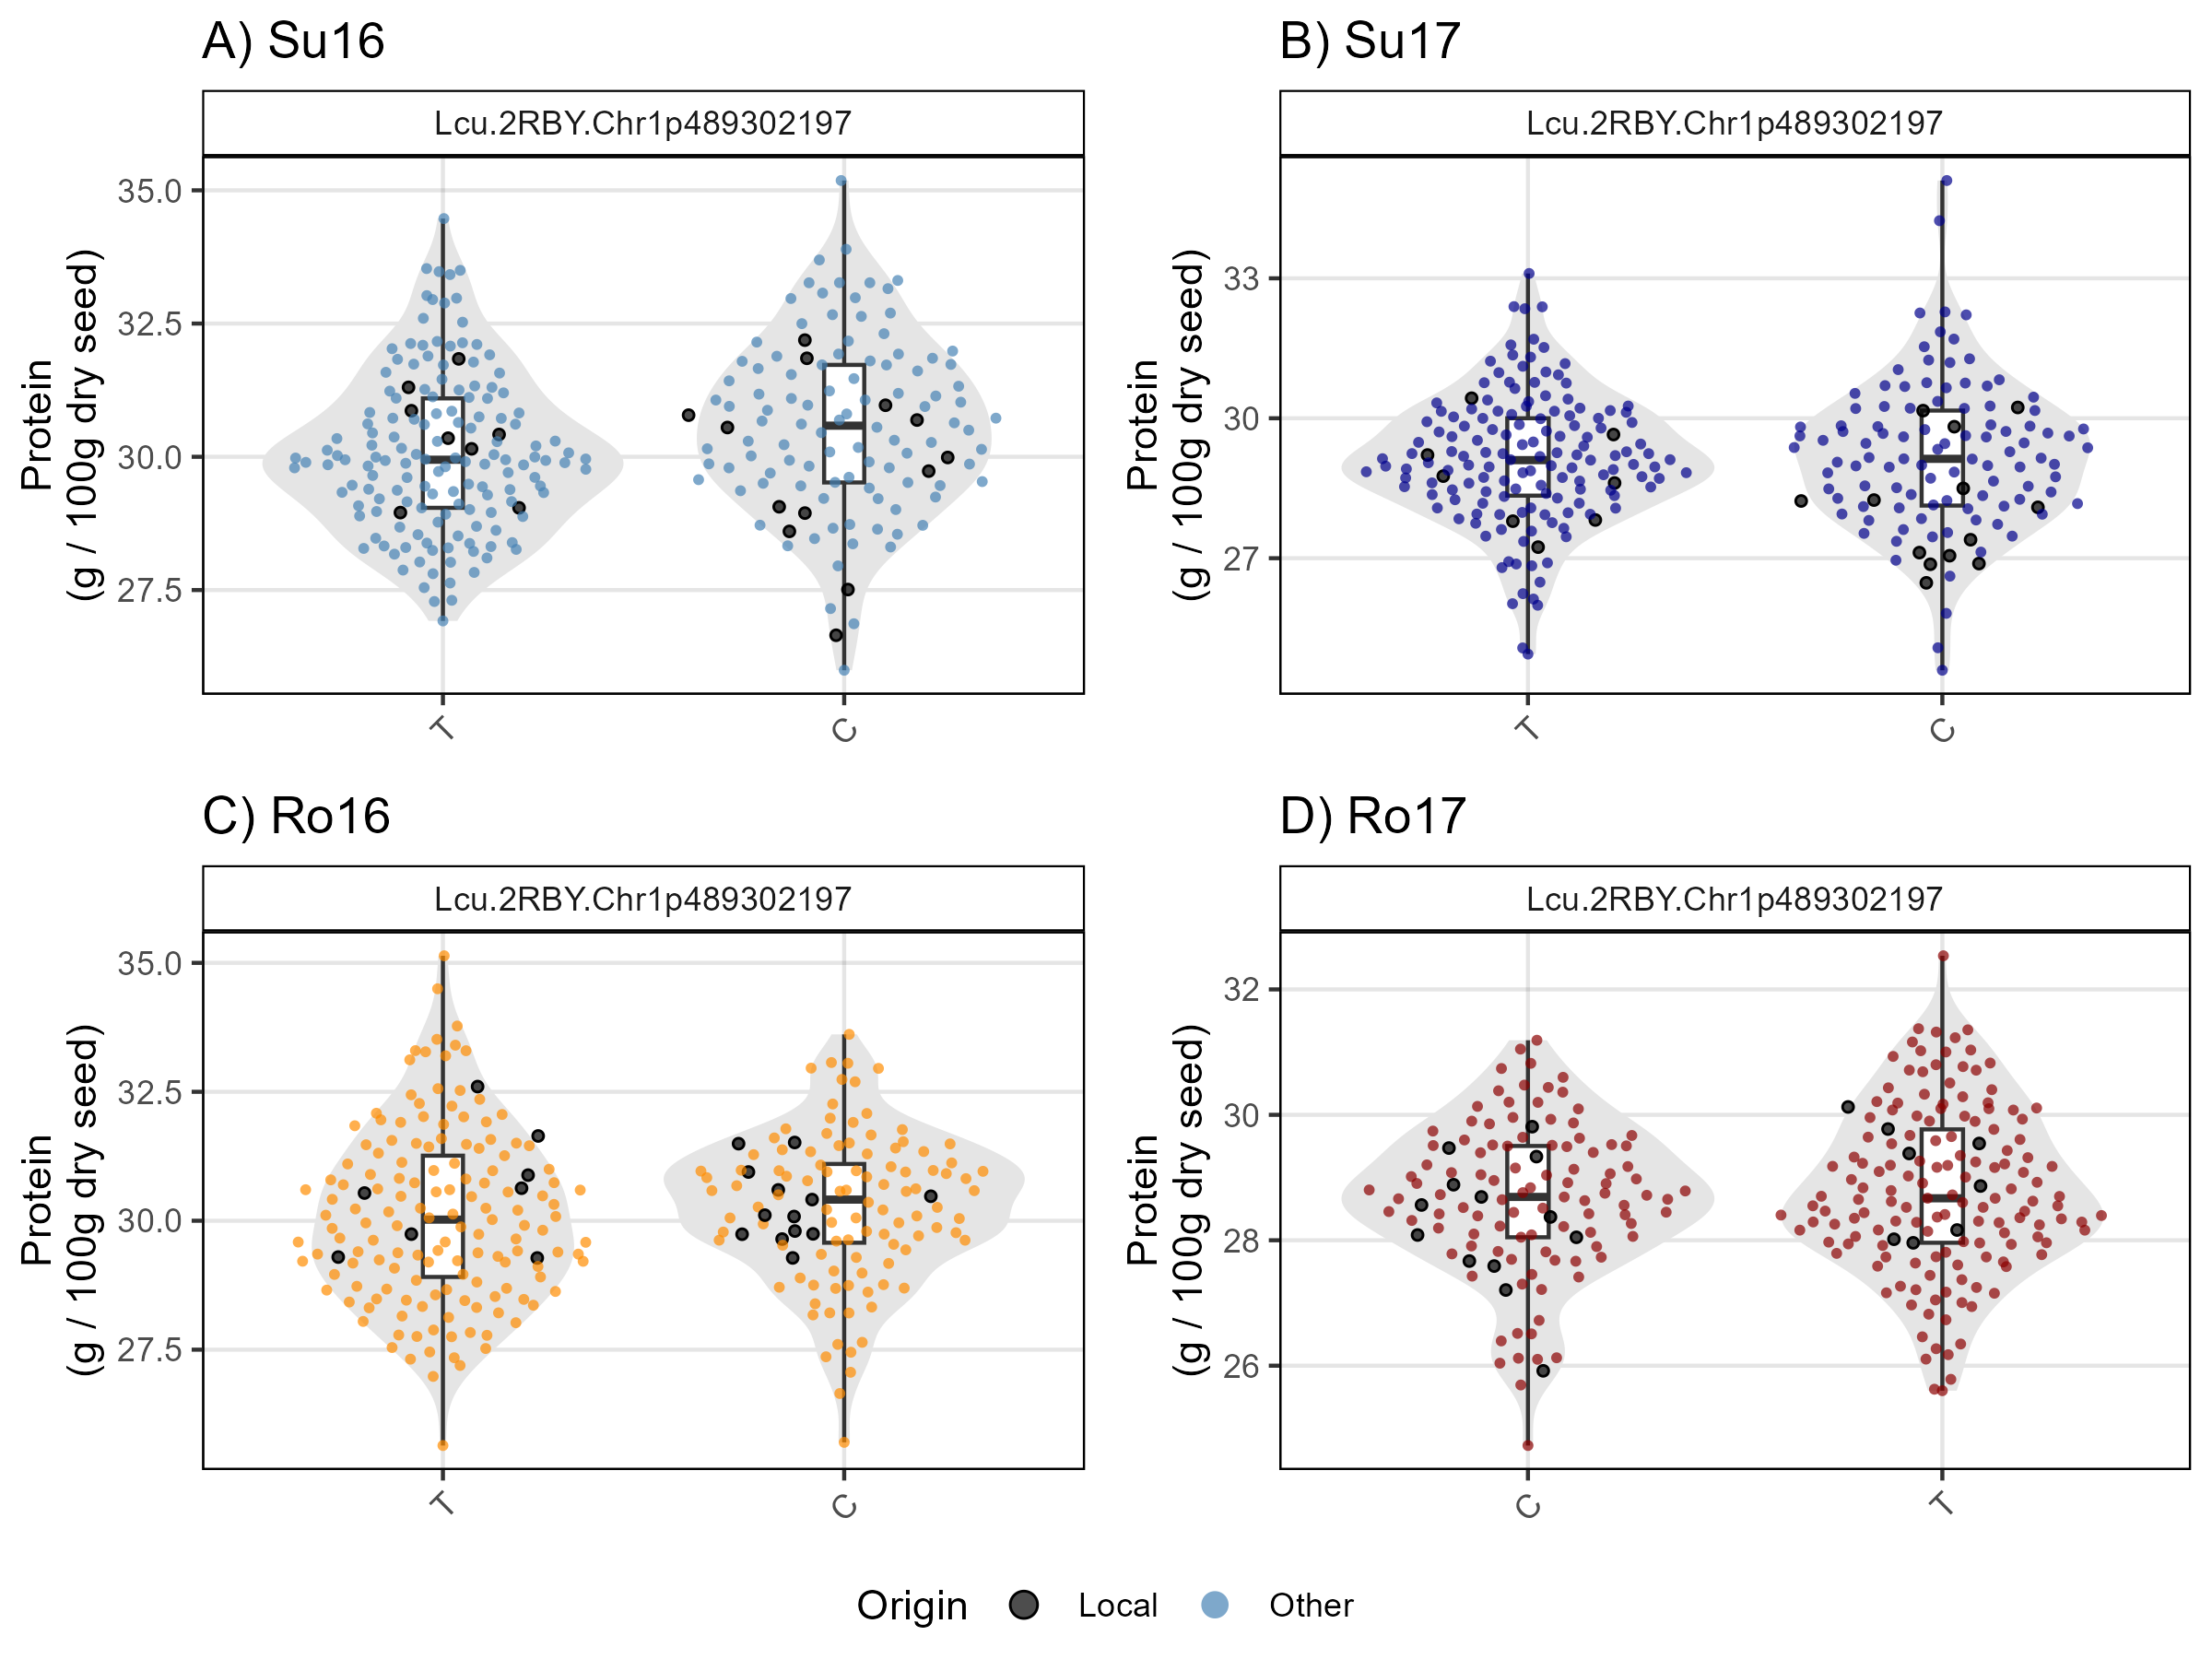 A) Su16
Lcu.2RBY.Chr1p489302197
Protein
(g / 100g dry seed)
35.0
32.5
30.0
27.5
T
C
B) Su17
Lcu.2RBY.Chr1p489302197
Protein
(g / 100g dry seed)
33
30
27
T
C
C) Ro16
Lcu.2RBY.Chr1p489302197
Protein
(g / 100g dry seed)
35.0
32.5
30.0
27.5
T
C
D) Ro17
Lcu.2RBY.Chr1p489302197
Protein
(g / 100g dry seed)
32
30
28
26
C
T
Origin Local Other